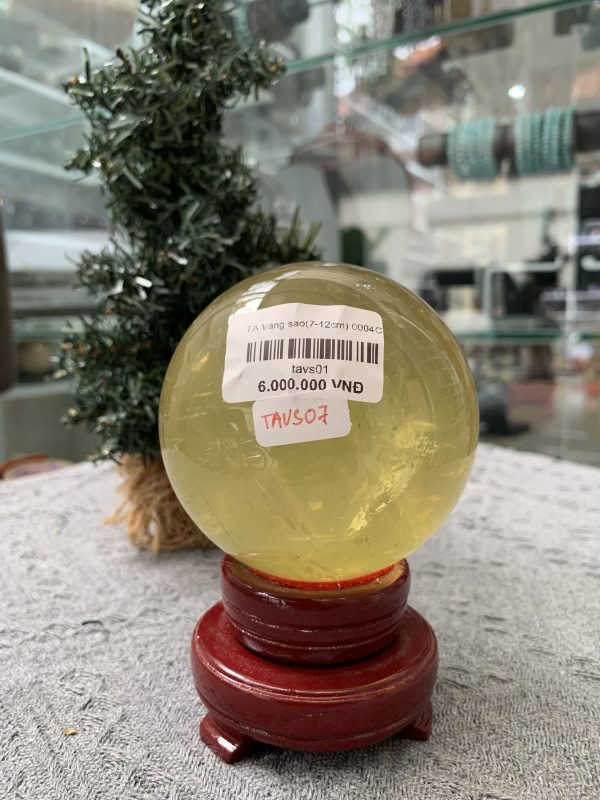 TA vàng sao(7-12cm) 0004C
tavs01
6.000.000 VNĐ
TAVS07